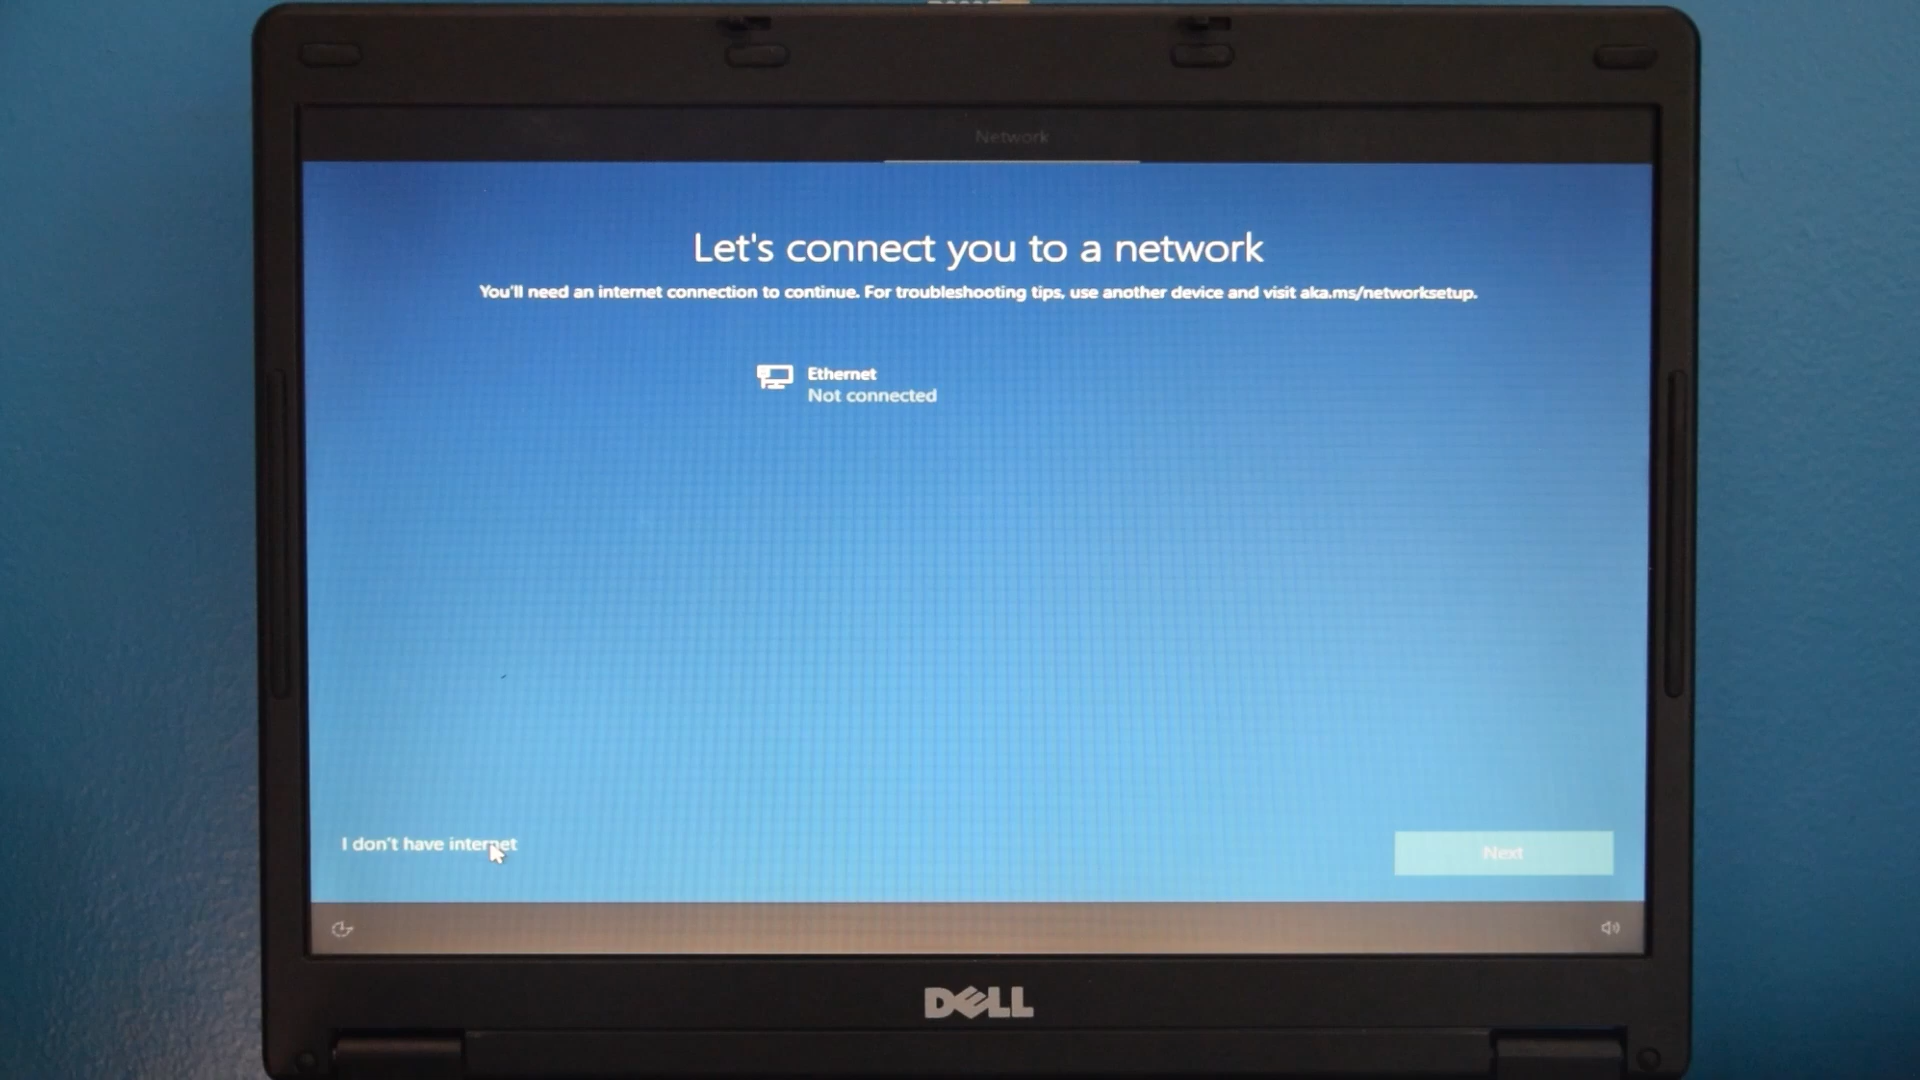 Network
Let's connect you to a network
You'll need an internet connection to continue. For troubleshooting tips, use another device and visit aka.ms/networksetup.
Ethernet
Not connected
I don't have internet
Next
DELL